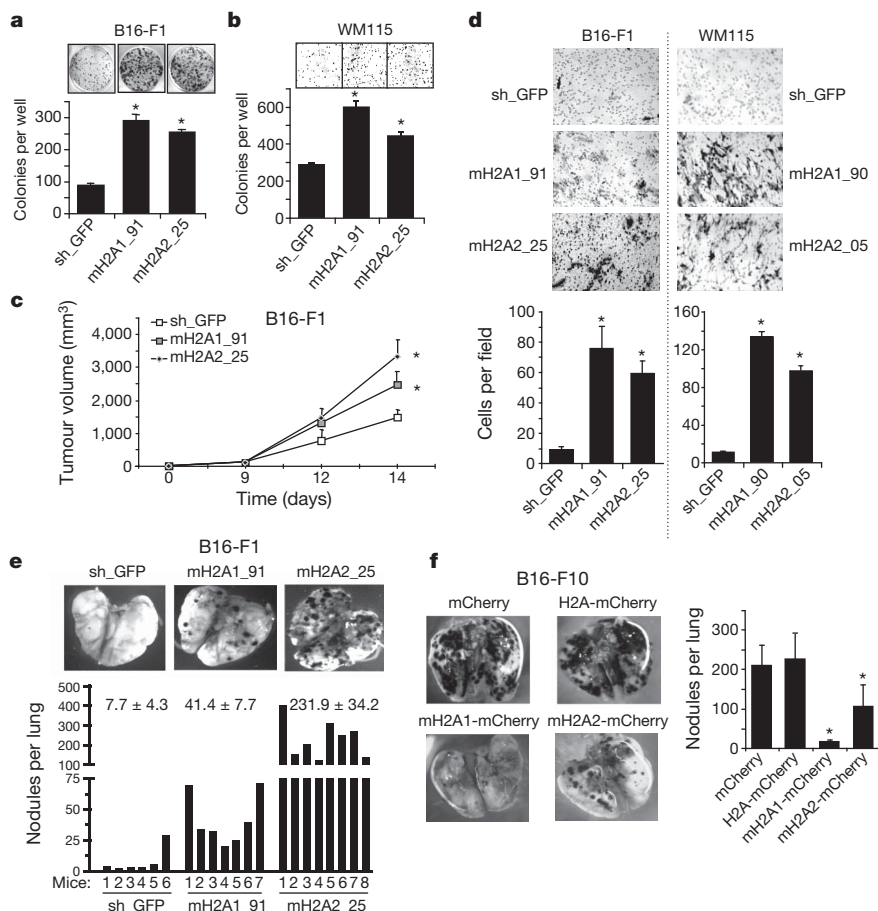 a
B16-F1
Colonies per well
300
200
100
0
*
*
sh_GFP
mH2A1_91
mH2A2_25
b
WM115
Colonies per well
600
400
300
200
0
*
*
sh_GFP
mH2A1_91
mH2A2_25
c
B16-F1
Tumour volume (mm³)
4,000
3,000
2,000
1,000
0
sh_GFP
mH2A1_91
mH2A2_25
*
*
0 9 12 14
Time (days)
d
B16-F1
WM115
sh_GFP
sh_GFP
mH2A1_91
mH2A1_90
mH2A2_25
mH2A2_05
Cells per field
100
80
60
40
20
0
*
*
sh_GFP
mH2A1_91
mH2A2_25
160
120
80
40
0
*
*
sh_GFP
mH2A1_90
mH2A2_05
e
B16-F1
sh_GFP mH2A1_91 mH2A2_25
Nodules per lung
500
400
300
200
100
75
50
25
0
7.7 ± 4.3 41.4 ± 7.7 231.9 ± 34.2
Mice: 1 2 3 4 5 6 1 2 3 4 5 6 7 1 2 3 4 5 6 7 8
sh GFP mH2A1 91 mH2A2 25
f
B16-F10
mCherry H2A-mCherry
mH2A1-mCherry mH2A2-mCherry
Nodules per lung
300
200
100
0
*
*
mCherry
H2A-mCherry
mH2A1-mCherry
mH2A2-mCherry